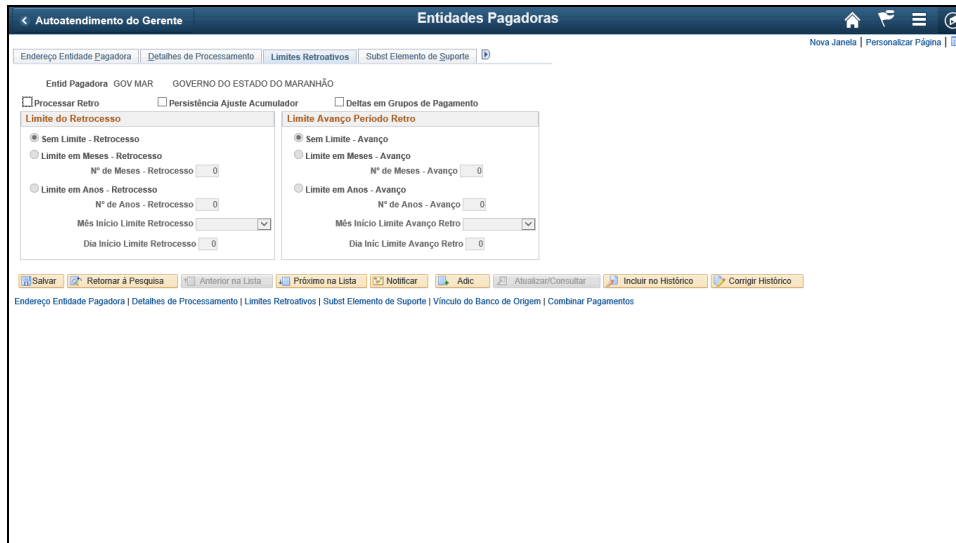 Autoatendimento do Gerente
Entidades Pagadoras
Nova Janela | Personalizar Página |
Endereço Entidade Pagadora Detalhes de Processamento Limites Retroativos Subst Elemento de Suporte
Entid Pagadora GOV MAR GOVERNO DO ESTADO DO MARANHÃO
Processar Retro Persistência Ajuste Acumulador Deltas em Grupos de Pagamento
Limite do Retrocesso
Sem Limite - Retrocesso
Limite em Meses - Retrocesso
Nº de Meses - Retrocesso 0
Limite em Anos - Retrocesso
Nº de Anos - Retrocesso 0
Mês Início Limite Retrocesso
Dia Início Limite Retrocesso 0
Limite Avanço Período Retro
Sem Limite - Avanço
Limite em Meses - Avanço
Nº de Meses - Avanço 0
Limite em Anos - Avanço
Nº de Anos - Avanço 0
Mês Início Limite Avanço Retro
Dia Iníc Limite Avanço Retro 0
Salvar Retornar à Pesquisa Anterior na Lista Próximo na Lista Notificar Adic Atualizar/Consultar Incluir no Histórico Corrigir Histórico
Endereço Entidade Pagadora | Detalhes de Processamento | Limites Retroativos | Subst Elemento de Suporte | Vínculo do Banco de Origem | Combinar Pagamentos